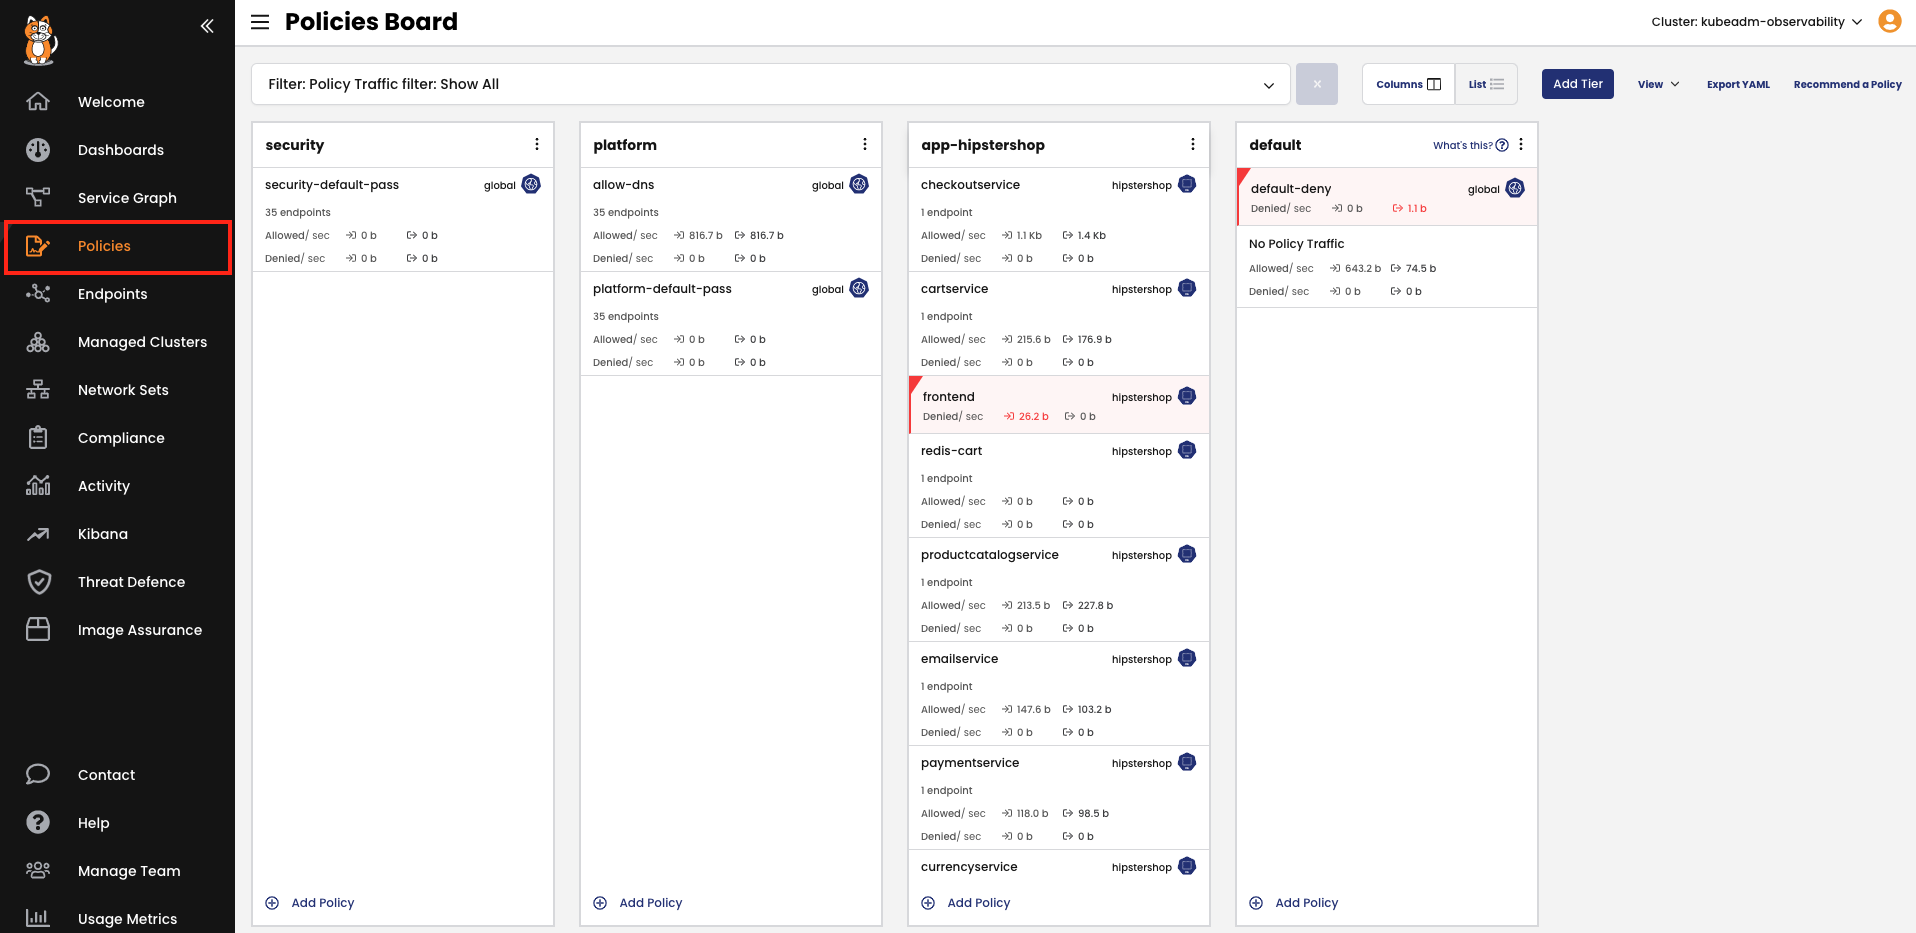 Policies Board
Cluster: kubeadm-observability
Welcome
Dashboards
Service Graph
Policies
Endpoints
Managed Clusters
Network Sets
Compliance
Activity
Kibana
Threat Defence
Image Assurance
Contact
Help
Manage Team
Usage Metrics
Filter: Policy Traffic filter: Show All
×
Columns
List
Add Tier
View
Export YAML
Recommend a Policy
security
security-default-pass global
35 endpoints
Allowed/ sec 0 b 0 b
Denied/ sec 0 b 0 b
Add Policy
platform
allow-dns global
35 endpoints
Allowed/ sec 816.7 b 816.7 b
Denied/ sec 0 b 0 b
platform-default-pass global
35 endpoints
Allowed/ sec 0 b 0 b
Denied/ sec 0 b 0 b
Add Policy
app-hipstershop
checkoutservice hipstershop
1 endpoint
Allowed/ sec 1.1 Kb 1.4 Kb
Denied/ sec 0 b 0 b
cartservice hipstershop
1 endpoint
Allowed/ sec 215.6 b 176.9 b
Denied/ sec 0 b 0 b
frontend hipstershop
Denied/ sec 26.2 b 0 b
redis-cart hipstershop
1 endpoint
Allowed/ sec 0 b 0 b
Denied/ sec 0 b 0 b
productcatalogservice hipstershop
1 endpoint
Allowed/ sec 213.5 b 227.8 b
Denied/ sec 0 b 0 b
emailservice hipstershop
1 endpoint
Allowed/ sec 147.6 b 103.2 b
Denied/ sec 0 b 0 b
paymentservice hipstershop
1 endpoint
Allowed/ sec 118.0 b 98.5 b
Denied/ sec 0 b 0 b
currencyservice hipstershop
Add Policy
default What's this? ?
default-deny global
Denied/ sec 0 b 1.1 b
No Policy Traffic
Allowed/ sec 643.2 b 74.5 b
Denied/ sec 0 b 0 b
Add Policy